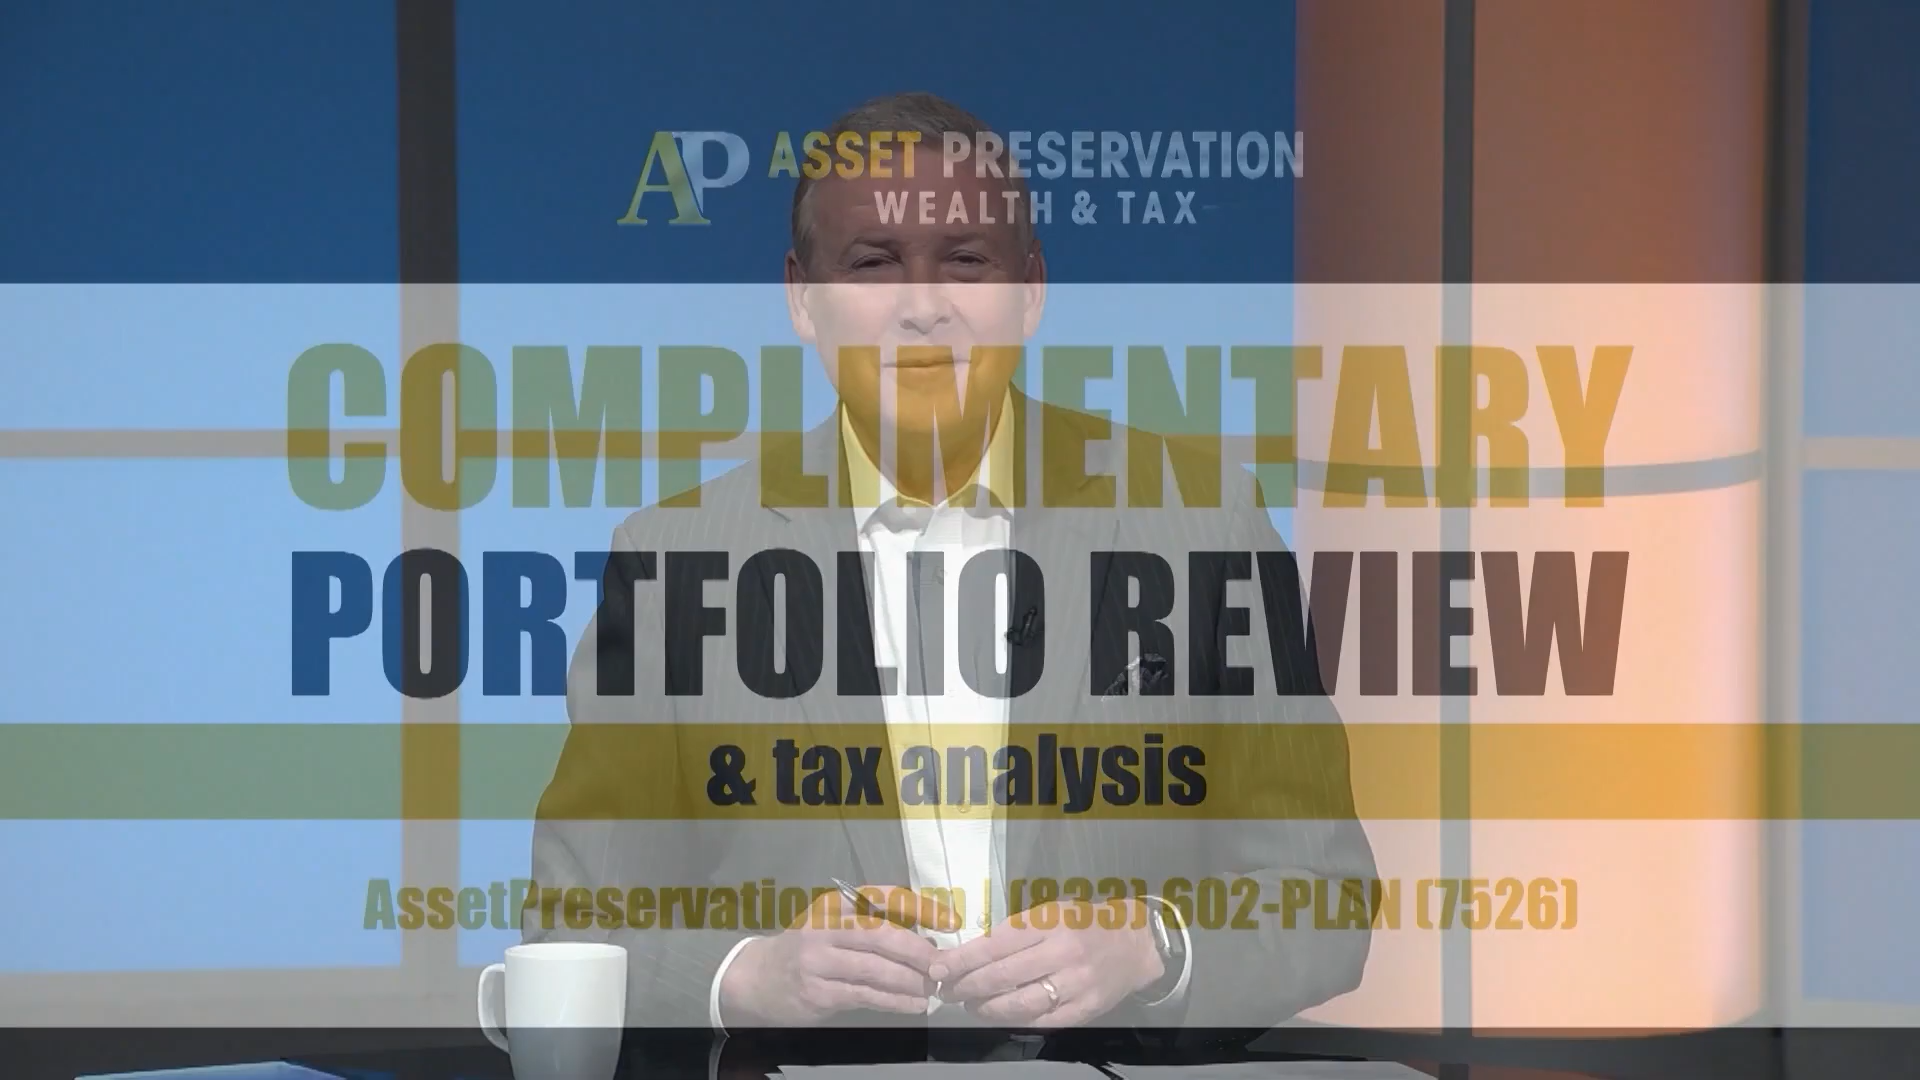 AP ASSET PRESERVATION
WEALTH & TAX
COMPLIMENTARY
PORTFOLIO REVIEW
& tax analysis
AssetPreservation.com | (833) 602-PLAN (7526)